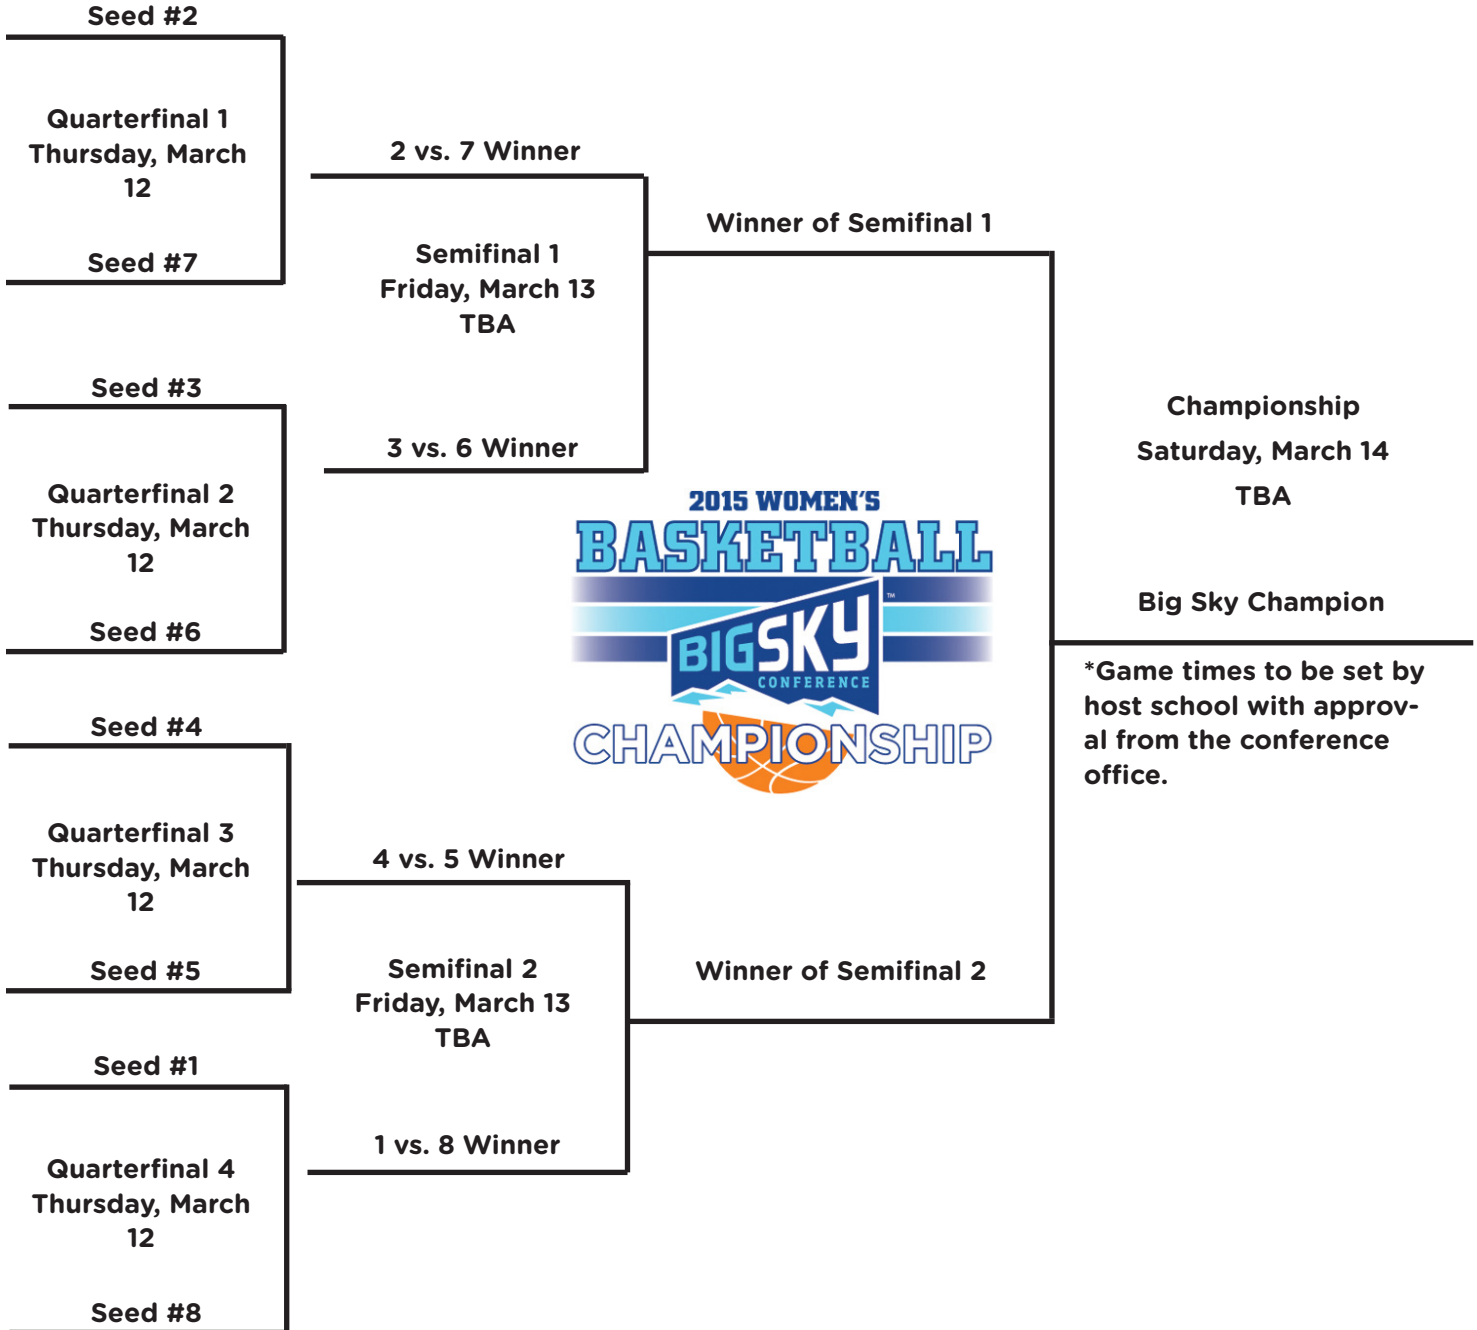 Seed #2
Quarterfinal 1
Thursday, March
12
Seed #7
Seed #3
Quarterfinal 2
Thursday, March
12
Seed #6
Seed #4
Quarterfinal 3
Thursday, March
12
Seed #5
Seed #1
Quarterfinal 4
Thursday, March
12
Seed #8
2 vs. 7 Winner
Semifinal 1
Friday, March 13
TBA
3 vs. 6 Winner
4 vs. 5 Winner
Semifinal 2
Friday, March 13
TBA
1 vs. 8 Winner
Winner of Semifinal 1
2015 WOMEN'S
BASKETBALL
BIG SKY™
CONFERENCE
CHAMPIONSHIP
Winner of Semifinal 2
Championship
Saturday, March 14
TBA
Big Sky Champion
*Game times to be set by
host school with approv-
al from the conference
office.